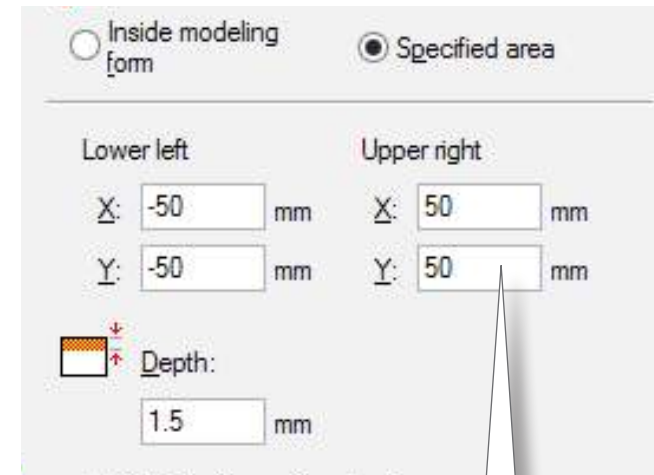 Inside modeling
form
Specified area
Lower left
Upper right
X: -50 mm
X: 50 mm
Y: -50 mm
Y: 50 mm
Depth:
1.5 mm